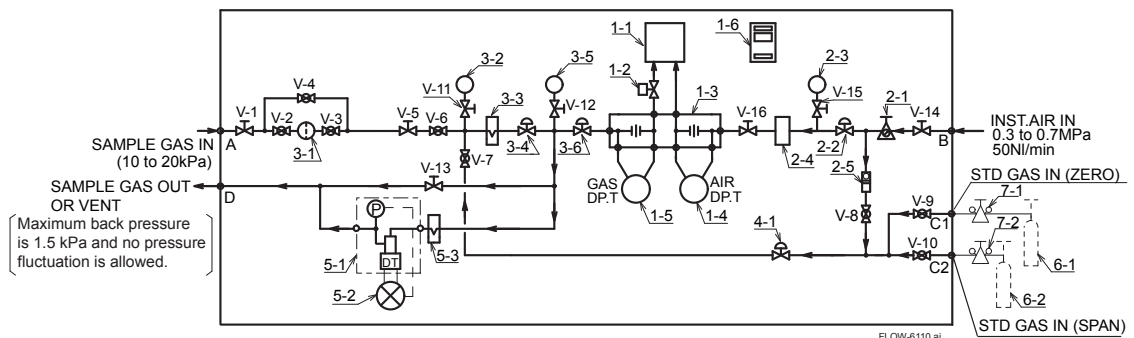 1-1
1-6
3-2
3-5
2-3
1-2
V-4
V-11
3-3
1-3
V-15
2-1
V-12
V-16
V-14
V-1
V-2
V-3
V-5
V-6
A
3-1
3-4
3-6
2-2
B
INST.AIR IN
0.3 to 0.7MPa
50Nl/min
SAMPLE GAS IN
(10 to 20kPa)
V-7
2-4
2-5
SAMPLE GAS OUT
OR VENT
D
V-13
GAS
DP.T
AIR
DP.T
STD GAS IN (ZERO)
V-9
7-1
Maximum back pressure
is 1.5 kPa and no pressure
fluctuation is allowed.
P
1-5
1-4
V-8
C1
7-2
4-1
V-10
C2
5-1
DT
5-3
6-1
5-2
6-2
STD GAS IN (SPAN)
FLOW-6110.ai